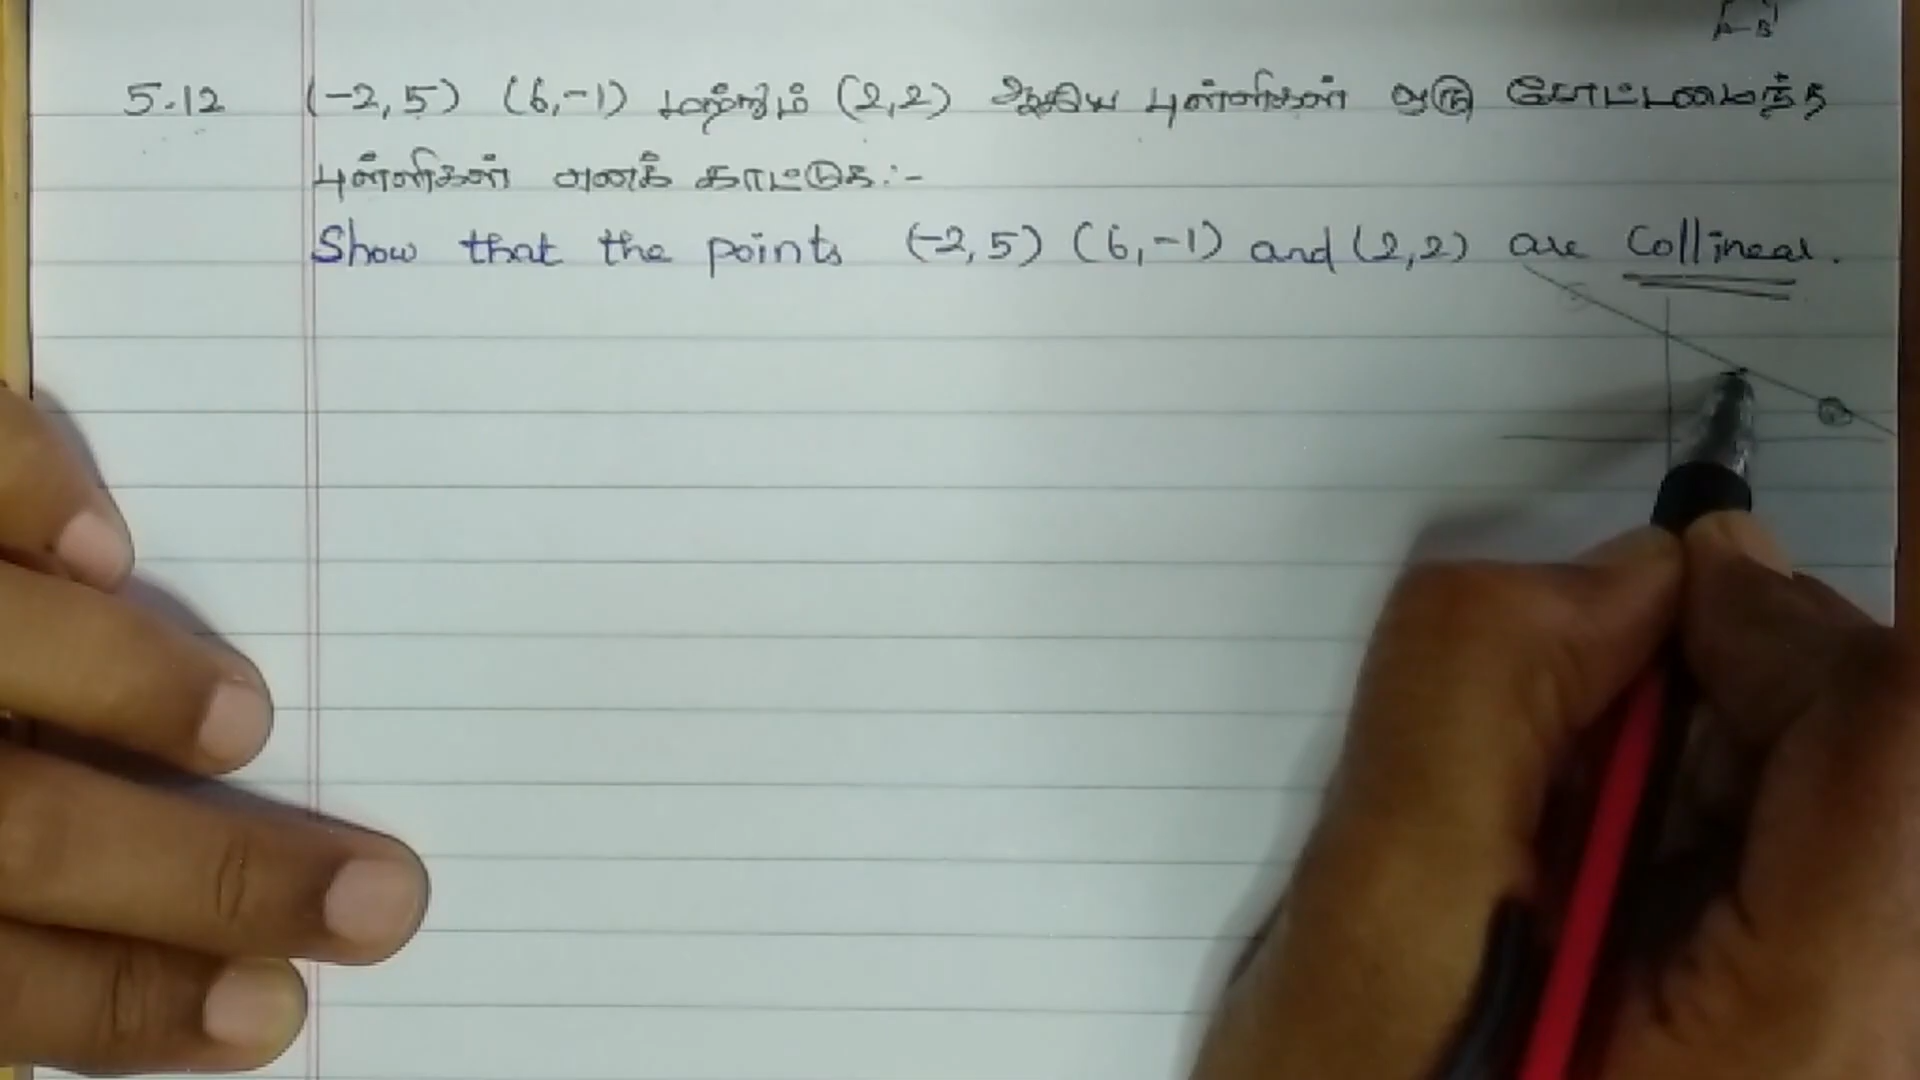 A B
5.12 (-2, 5) (6, -1) மற்றும் (2, 2) ஆகிய புள்ளிகள் ஒரு கோட்டமைந்த
புள்ளிகள் எனக் காட்டுக :-
Show that the points (-2, 5) (6, -1) and (2, 2) are Collinear.